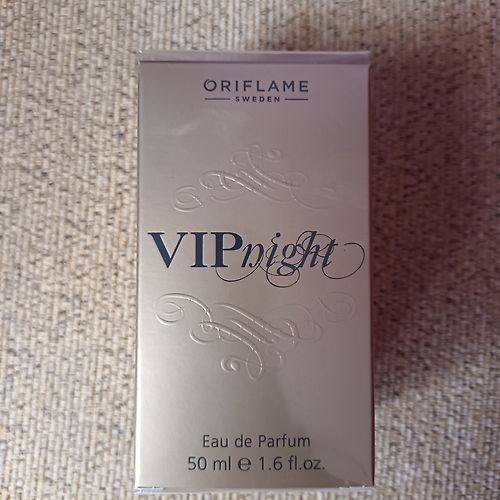 ORIFLAME
SWEDEN
VIPnight
Eau de Parfum
50 ml ℮ 1.6 fl.oz.